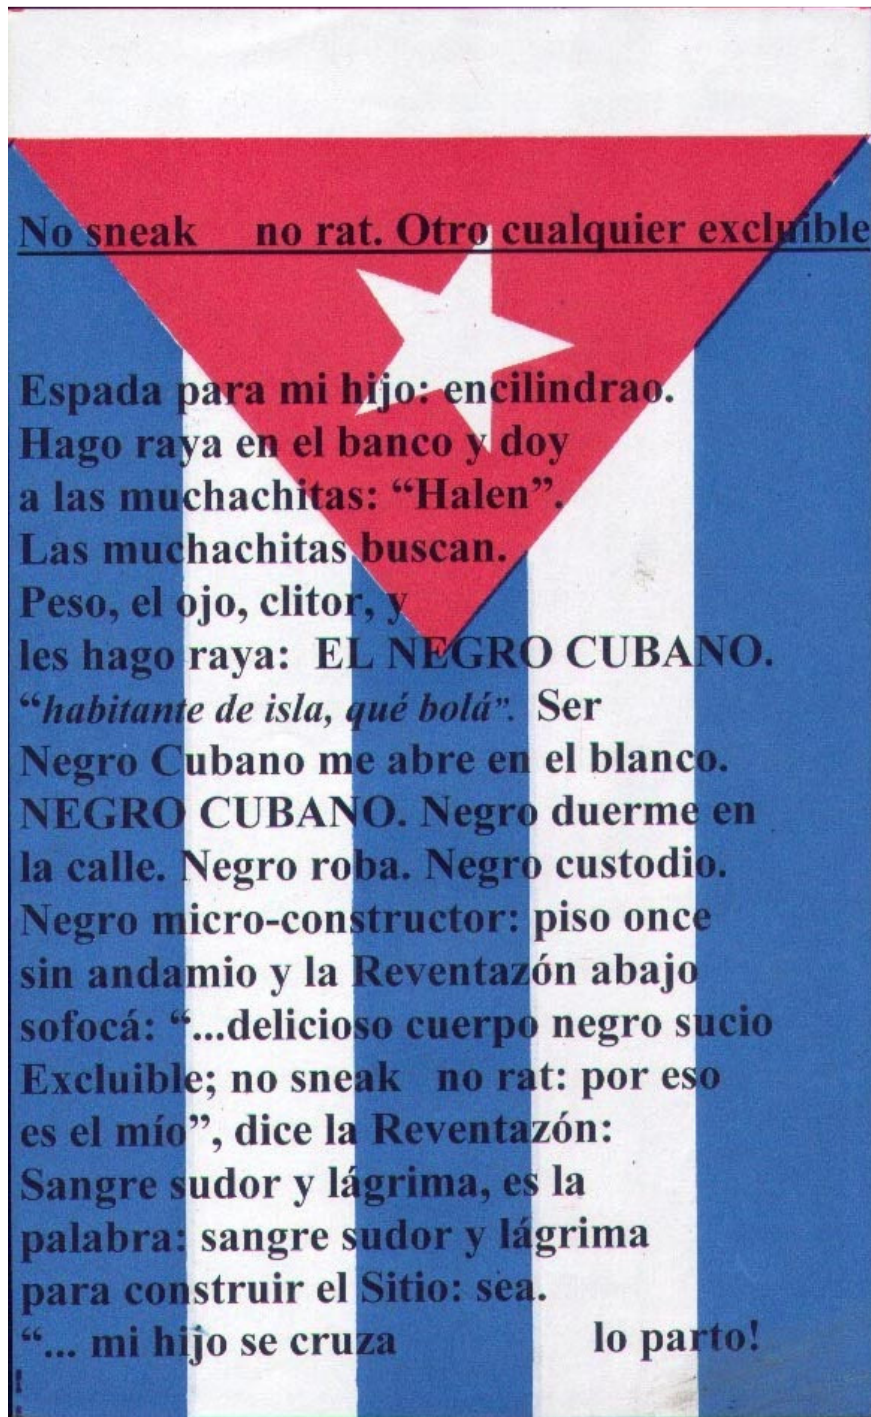 No sneak no rat. Otro cualquier excluible
Espada para mi hijo: encilindrao.
Hago raya en el banco y doy
a las muchachitas: “Halen”.
Las muchachitas buscan.
Peso, el ojo, clitor, y
les hago raya: EL NEGRO CUBANO.
“habitante de isla, qué bolá”. Ser
Negro Cubano me abre en el blanco.
NEGRO CUBANO. Negro duerme en
la calle. Negro roba. Negro custodio.
Negro micro-constructor: piso once
sin andamio y la Reventazón abajo
sofocá: “...delicioso cuerpo negro sucio
Excluible; no sneak no rat: por eso
es el mío”, dice la Reventazón:
Sangre sudor y lágrima, es la
palabra: sangre sudor y lágrima
para construir el Sitio: sea.
“... mi hijo se cruza lo parto!